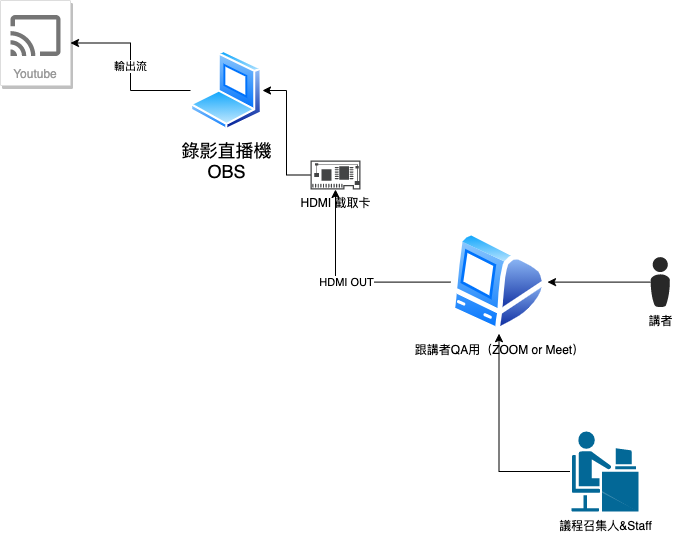 Youtube
輸出流
錄影直播機
OBS
HDMI 截取卡
HDMI OUT
講者
跟講者QA用（ZOOM or Meet）
議程召集人&Staff